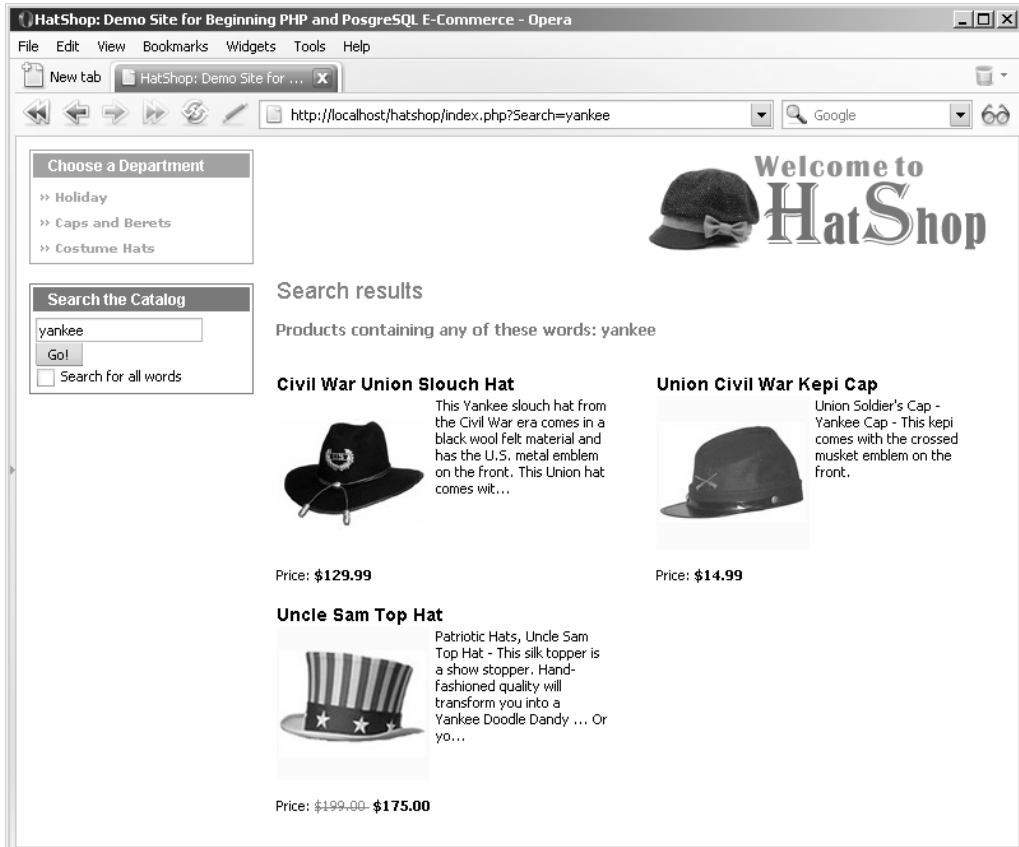 HatShop: Demo Site for Beginning PHP and PosgreSQL E-Commerce - Opera
File Edit View Bookmarks Widgets Tools Help
New tab
HatShop: Demo Site for ...
http://localhost/hatshop/index.php?Search=yankee
Google
Choose a Department
» Holiday
» Caps and Berets
» Costume Hats
Welcome to
HatShop
Search the Catalog
yankee
Go!
Search for all words
Search results
Products containing any of these words: yankee
Civil War Union Slouch Hat
This Yankee slouch hat from
the Civil War era comes in a
black wool felt material and
has the U.S. metal emblem
on the front. This Union hat
comes wit...
Price: $129.99
Union Civil War Kepi Cap
Union Soldier's Cap -
Yankee Cap - This kepi
comes with the crossed
musket emblem on the
front.
Price: $14.99
Uncle Sam Top Hat
Patriotic Hats, Uncle Sam
Top Hat - This silk topper is
a show stopper. Hand-
fashioned quality will
transform you into a
Yankee Doodle Dandy ... Or
yo...
Price: $199.00 $175.00